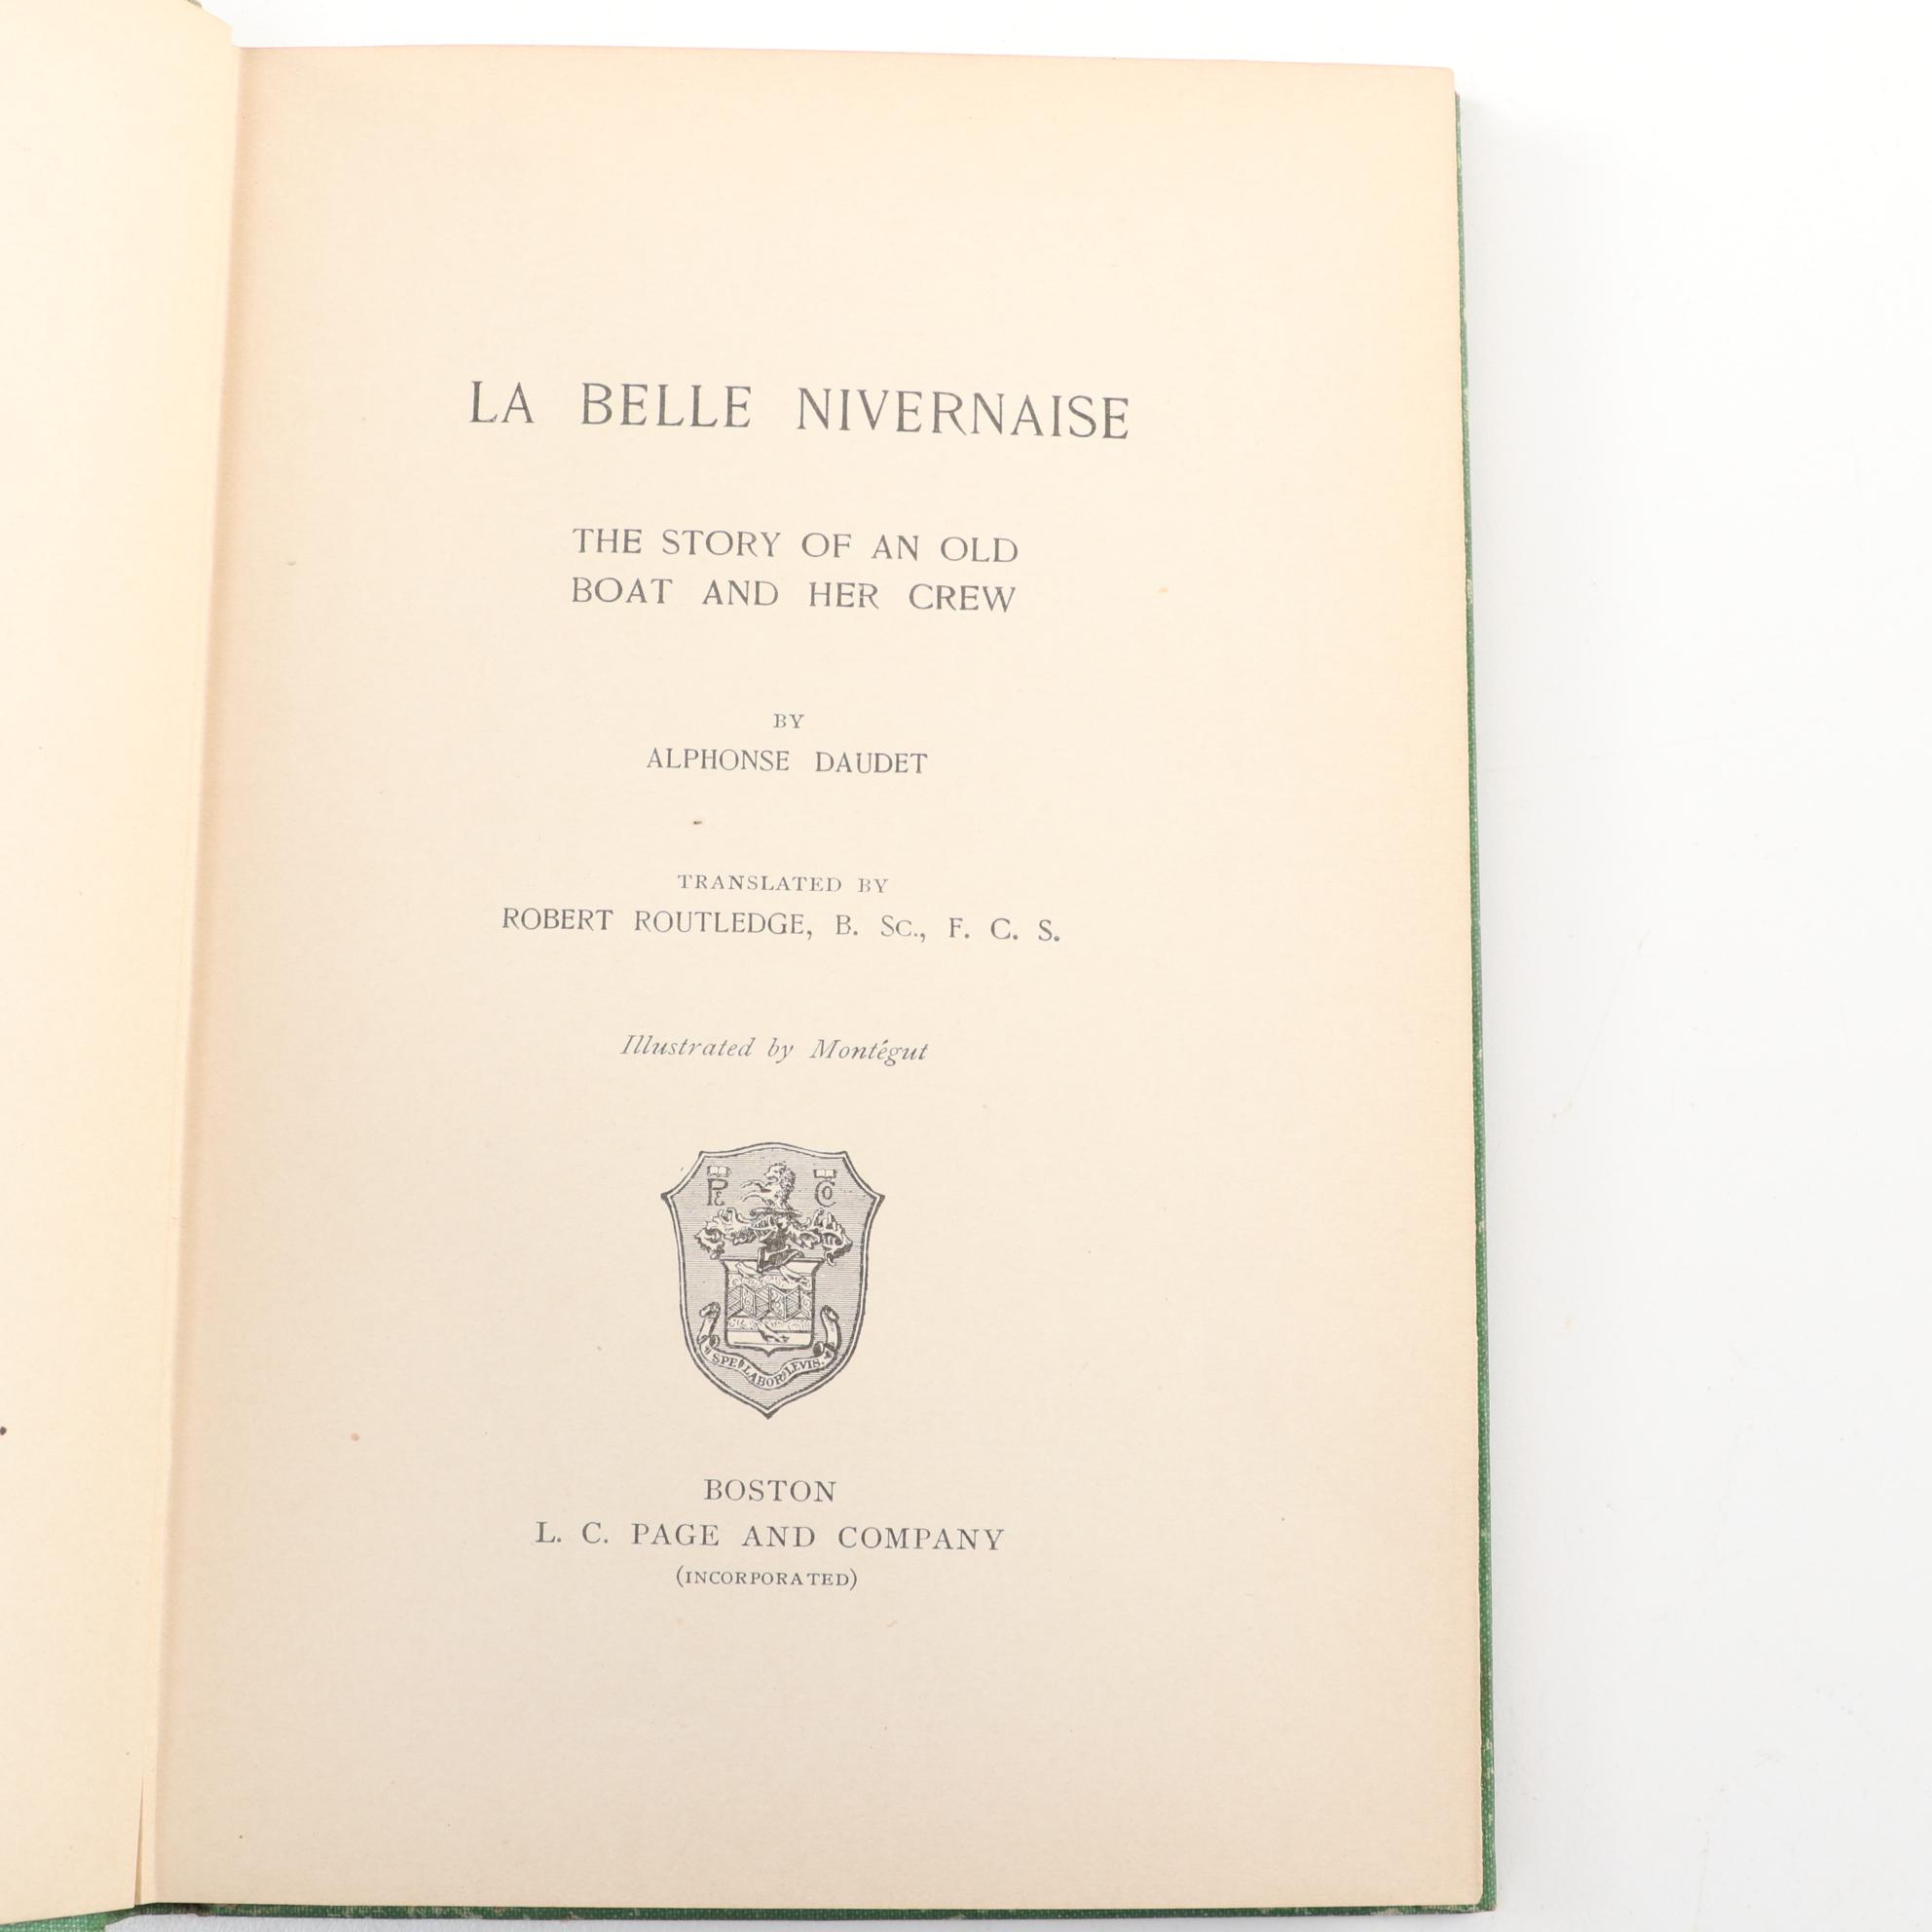 LA BELLE NIVERNAISE
THE STORY OF AN OLD
BOAT AND HER CREW
BY
ALPHONSE DAUDET
TRANSLATED BY
ROBERT ROUTLEDGE, B. SC., F. C. S.
Illustrated by Montégut
P& CO
SPE LABOR LEVIS.
BOSTON
L. C. PAGE AND COMPANY
(INCORPORATED)